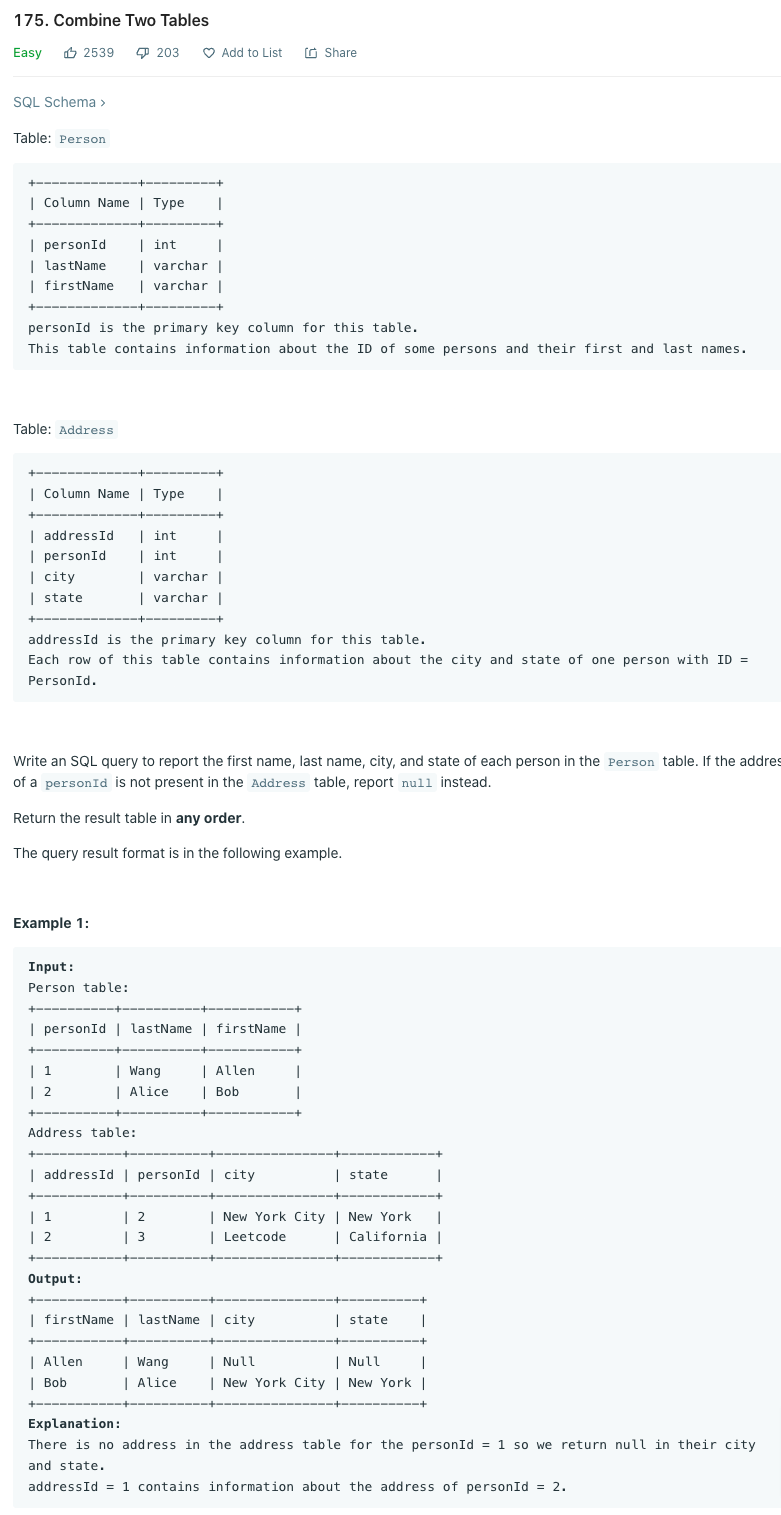 175. Combine Two Tables
Easy 2539 203 Add to List Share
SQL Schema ›
Table: Person
+-------------+---------+
| Column Name | Type    |
+-------------+---------+
| personId    | int     |
| lastName    | varchar |
| firstName   | varchar |
+-------------+---------+
personId is the primary key column for this table.
This table contains information about the ID of some persons and their first and last names.
Table: Address
+-------------+---------+
| Column Name | Type    |
+-------------+---------+
| addressId   | int     |
| personId    | int     |
| city        | varchar |
| state       | varchar |
+-------------+---------+
addressId is the primary key column for this table.
Each row of this table contains information about the city and state of one person with ID =
PersonId.
Write an SQL query to report the first name, last name, city, and state of each person in the Person table. If the addres
of a personId is not present in the Address table, report null instead.
Return the result table in any order.
The query result format is in the following example.
Example 1:
Input:
Person table:
+----------+----------+-----------+
| personId | lastName | firstName |
+----------+----------+-----------+
| 1        | Wang     | Allen     |
| 2        | Alice    | Bob       |
+----------+----------+-----------+
Address table:
+-----------+----------+---------------+------------+
| addressId | personId | city          | state      |
+-----------+----------+---------------+------------+
| 1         | 2        | New York City | New York   |
| 2         | 3        | Leetcode      | California |
+-----------+----------+---------------+------------+
Output:
+-----------+----------+---------------+----------+
| firstName | lastName | city          | state    |
+-----------+----------+---------------+----------+
| Allen     | Wang     | Null          | Null     |
| Bob       | Alice    | New York City | New York |
+-----------+----------+---------------+----------+
Explanation:
There is no address in the address table for the personId = 1 so we return null in their city
and state.
addressId = 1 contains information about the address of personId = 2.